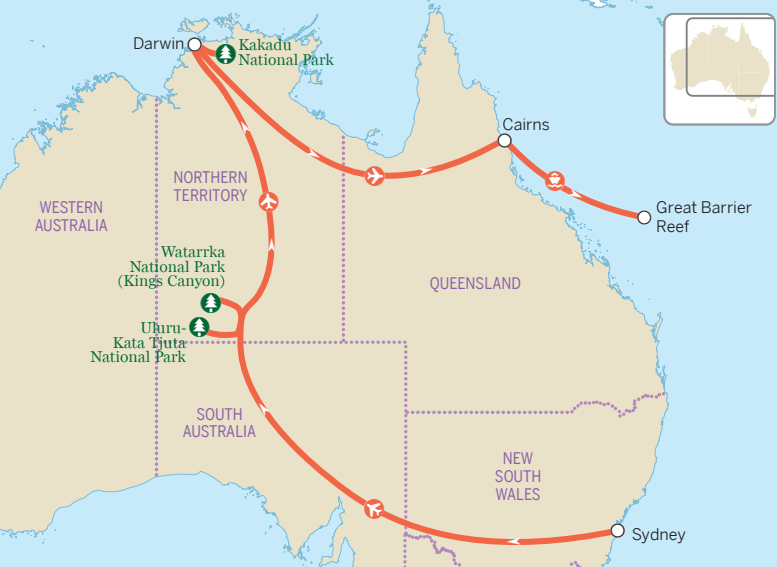 Darwin
Kakadu
National Park
Cairns
NORTHERN
TERRITORY
WESTERN
AUSTRALIA
Great Barrier
Reef
Watarrka
National Park
(Kings Canyon)
QUEENSLAND
Uluru-
Kata Tjuta
National Park
SOUTH
AUSTRALIA
NEW
SOUTH
WALES
Sydney